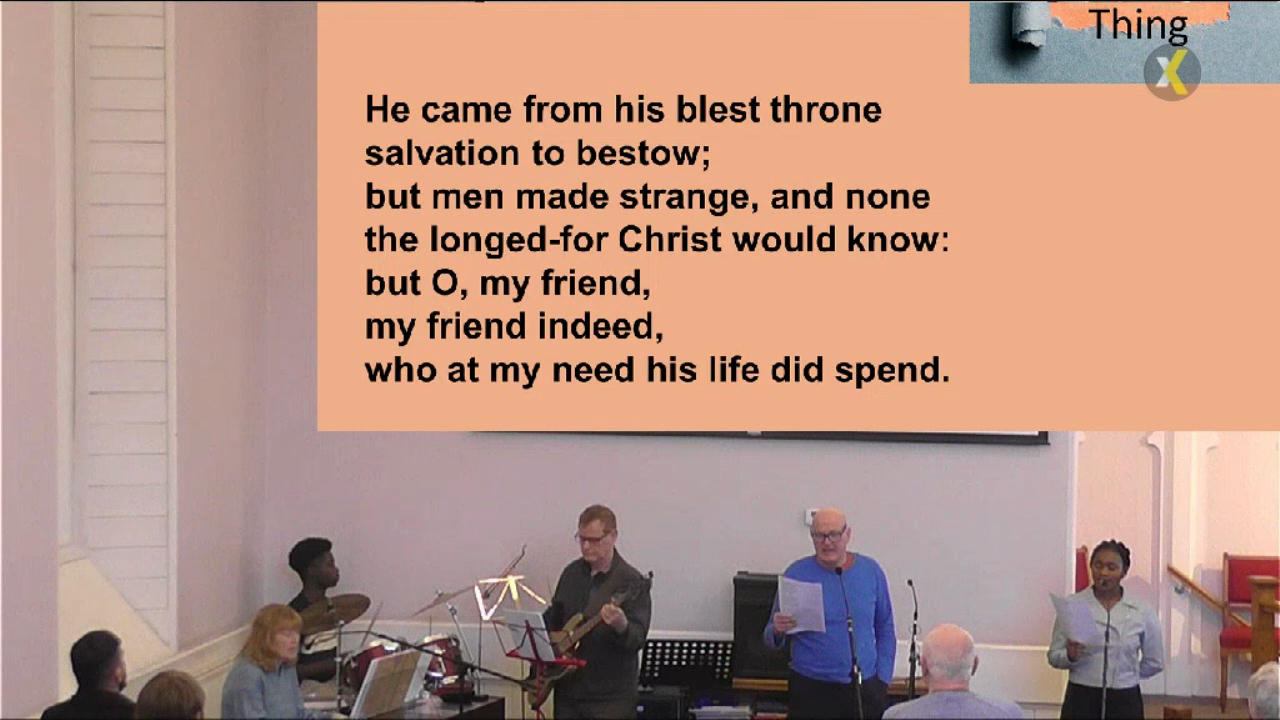 Thing
He came from his blest throne
salvation to bestow;
but men made strange, and none
the longed-for Christ would know:
but O, my friend,
my friend indeed,
who at my need his life did spend.